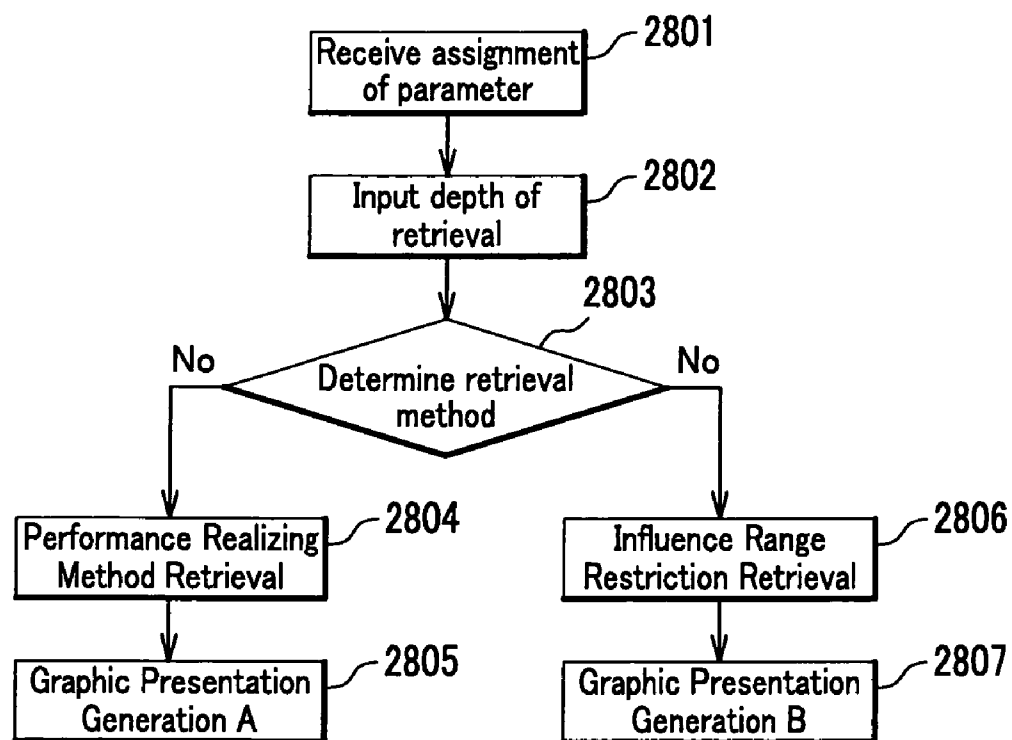 2801
Receive assignment
of parameter
2802
Input depth of
retrieval
2803
No
No
Determine retrieval
method
2804
Performance Realizing
Method Retrieval
2806
Influence Range
Restriction Retrieval
2805
Graphic Presentation
Generation A
2807
Graphic Presentation
Generation B